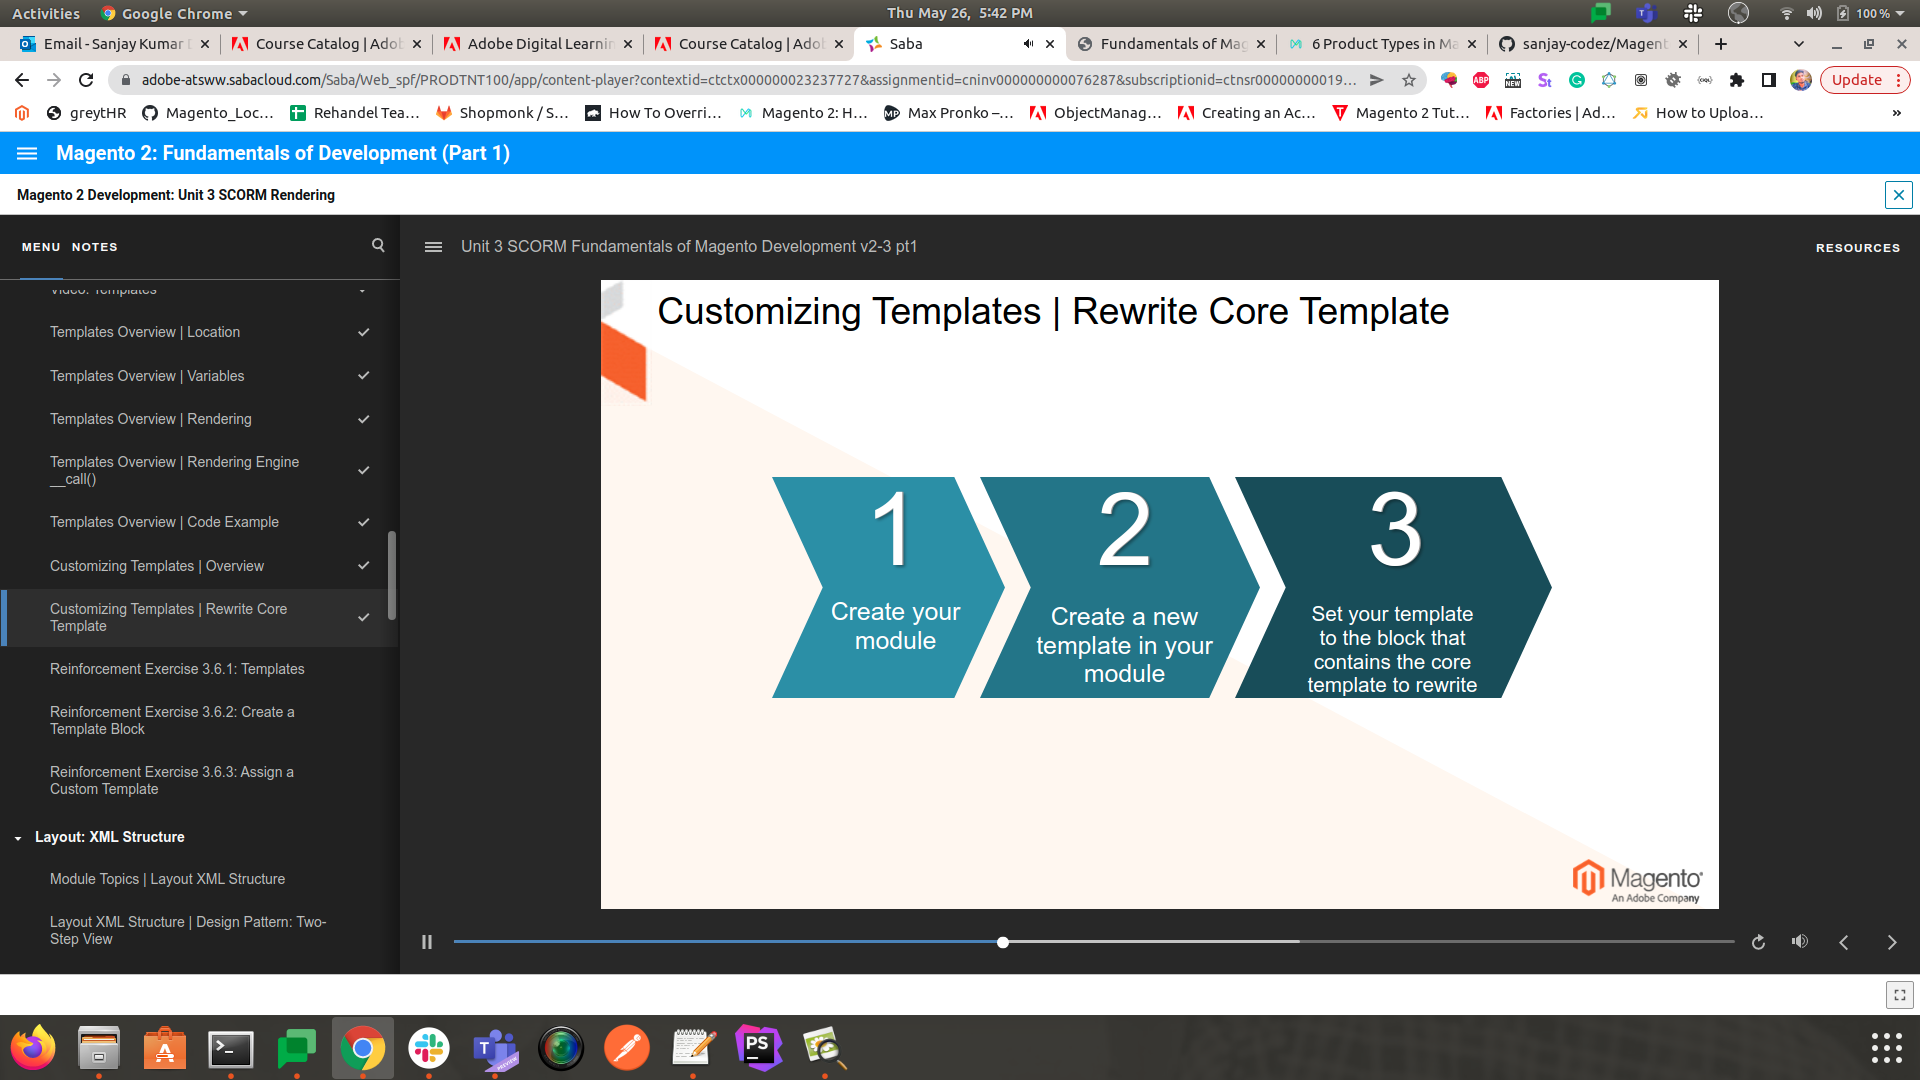 Activities Google Chrome Thu May 26, 5:42 PM 100 %
Email - Sanjay Kumar Course Catalog | Adob Adobe Digital Learnin Course Catalog | Adob Saba Fundamentals of Mag 6 Product Types in Ma sanjay-codez/Magent
adobe-atsww.sabacloud.com/Saba/Web_spf/PRODTNT100/app/content-player?contextid=ctctx000000023237727&assignmentid=cninv000000000076287&subscriptionid=ctnsr00000000019... Update
greytHR Magento_Loc... Rehandel Tea... Shopmonk / S... How To Overri... Magento 2: H... Max Pronko –... ObjectManag... Creating an Ac... Magento 2 Tut... Factories | Ad... How to Uploa... »
Magento 2: Fundamentals of Development (Part 1)
Magento 2 Development: Unit 3 SCORM Rendering
MENU NOTES
Unit 3 SCORM Fundamentals of Magento Development v2-3 pt1
RESOURCES
Video: Templates
Templates Overview | Location
Templates Overview | Variables
Templates Overview | Rendering
Templates Overview | Rendering Engine
__call()
Templates Overview | Code Example
Customizing Templates | Overview
Customizing Templates | Rewrite Core
Template
Reinforcement Exercise 3.6.1: Templates
Reinforcement Exercise 3.6.2: Create a
Template Block
Reinforcement Exercise 3.6.3: Assign a
Custom Template
Layout: XML Structure
Module Topics | Layout XML Structure
Layout XML Structure | Design Pattern: Two-
Step View
Customizing Templates | Rewrite Core Template
1
Create your
module
2
Create a new
template in your
module
3
Set your template
to the block that
contains the core
template to rewrite
Magento
An Adobe Company